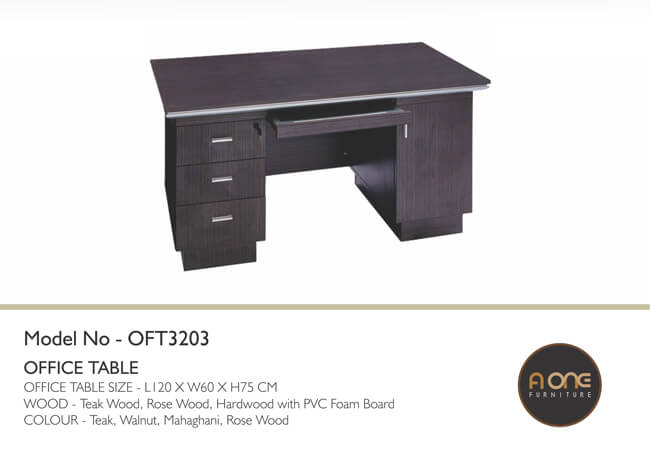 Model No - OFT3203
OFFICE TABLE
OFFICE TABLE SIZE - L120 X W60 X H75 CM
WOOD - Teak Wood, Rose Wood, Hardwood with PVC Foam Board
COLOUR - Teak, Walnut, Mahaghani, Rose Wood
A ONE
FURNITURE